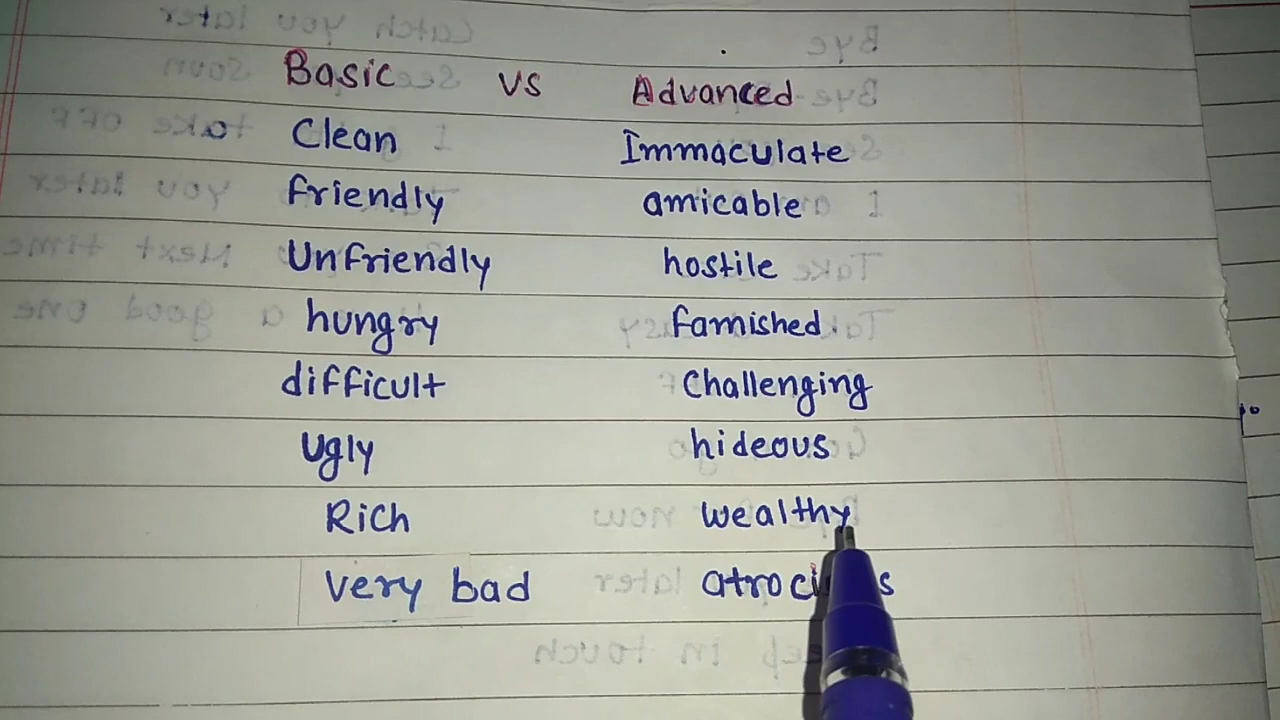 Basic vs Advanced
Clean Immaculate
friendly amicable
Unfriendly hostile
hungry famished
difficult Challenging
Ugly hideous
Rich wealthy
Very bad